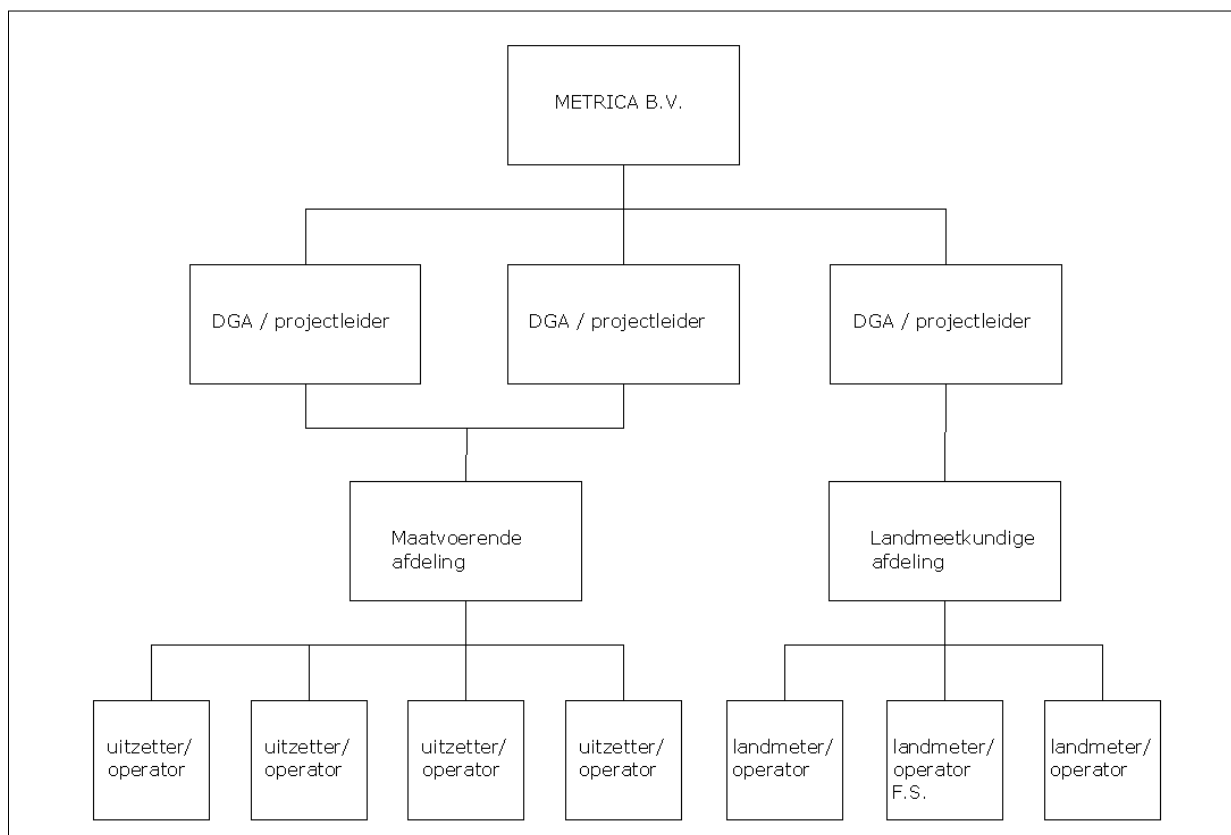 METRICA B.V.
DGA / projectleider
DGA / projectleider
DGA / projectleider
Maatvoerende
afdeling
Landmeetkundige
afdeling
uitzetter/
operator
uitzetter/
operator
uitzetter/
operator
uitzetter/
operator
landmeter/
operator
landmeter/
operator
F.S.
landmeter/
operator